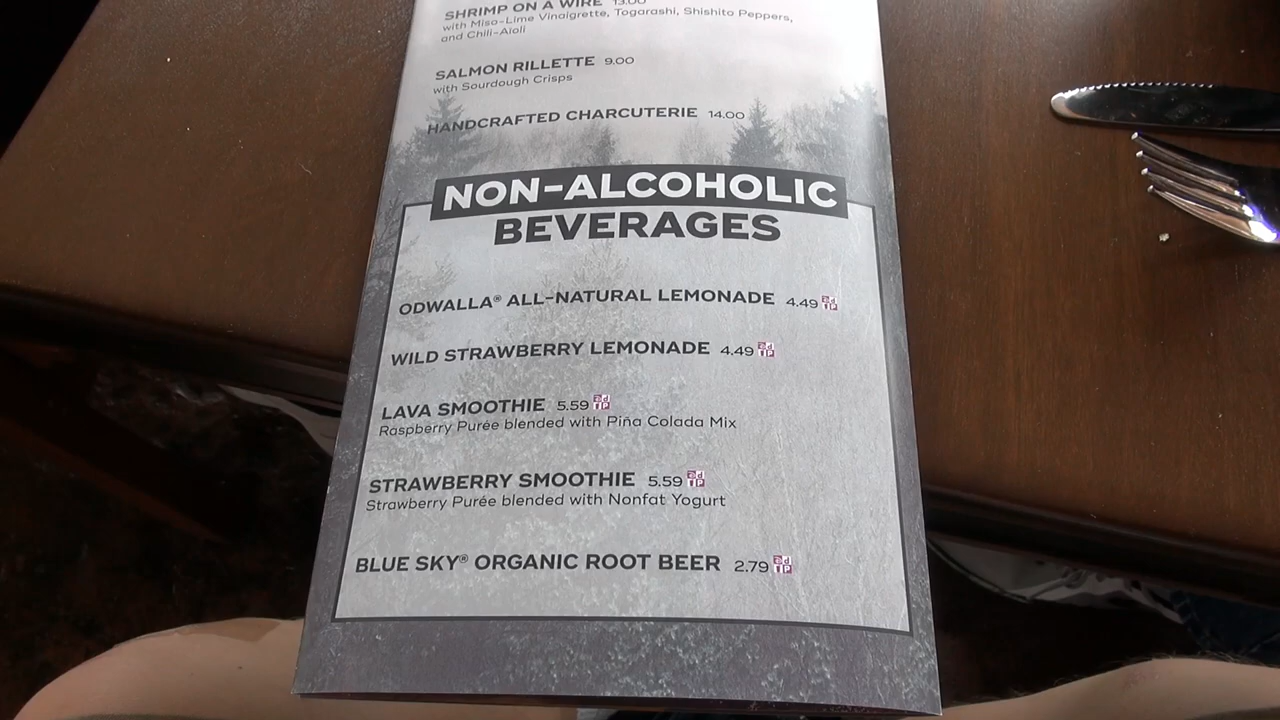 SHRIMP ON A WIRE 13.00
with Miso-Lime Vinaigrette, Togarashi, Shishito Peppers,
and Chili-Aioli
SALMON RILLETTE 9.00
with Sourdough Crisps
HANDCRAFTED CHARCUTERIE 14.00
NON-ALCOHOLIC
BEVERAGES
ODWALLA® ALL-NATURAL LEMONADE 4.49
WILD STRAWBERRY LEMONADE 4.49
LAVA SMOOTHIE 5.59
Raspberry Purée blended with Piña Colada Mix
STRAWBERRY SMOOTHIE 5.59
Strawberry Purée blended with Nonfat Yogurt
BLUE SKY® ORGANIC ROOT BEER 2.79